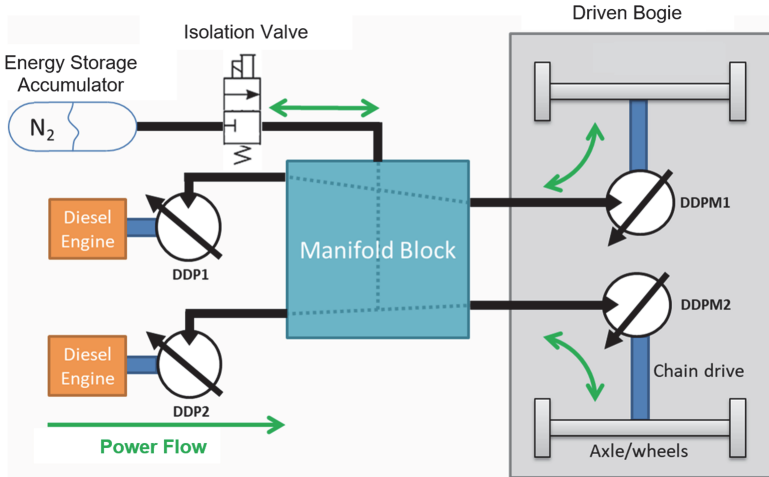 Driven Bogie
Isolation Valve
Energy Storage
Accumulator
N2
Diesel
Engine
DDP1
Manifold Block
DDPM1
DDPM2
Diesel
Engine
DDP2
Chain drive
Power Flow
Axle/wheels